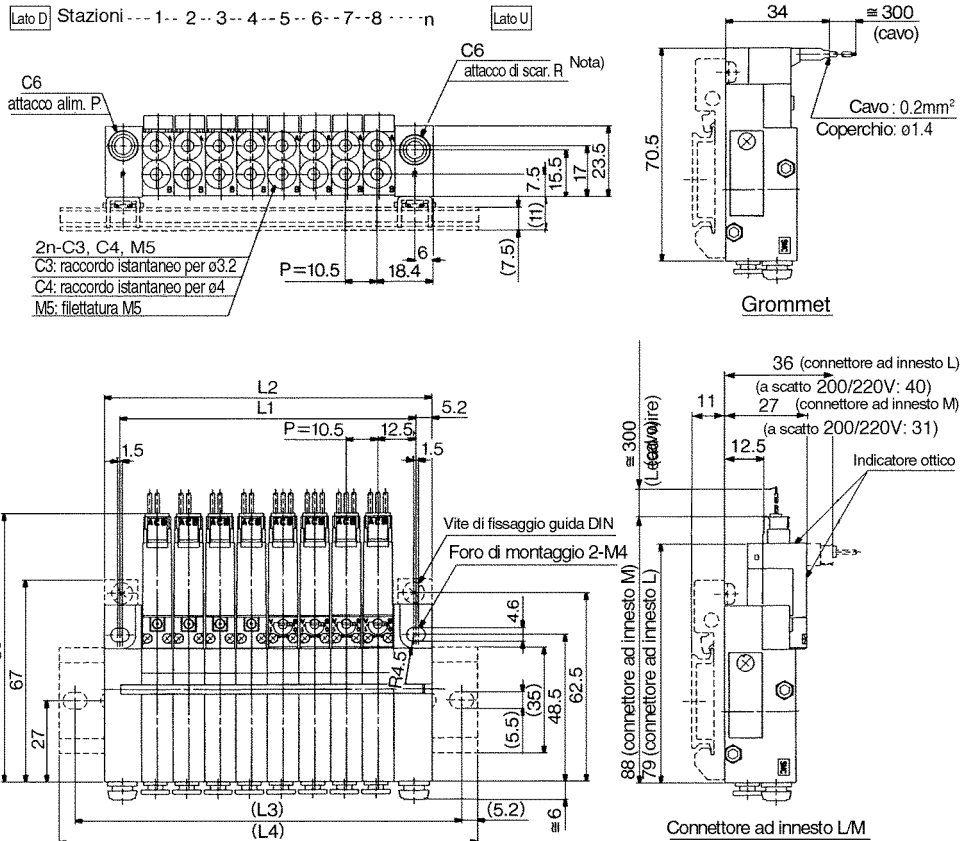 Lato D Stazioni ---1--2--3--4--5--6--7--8----n Lato U
C6
attacco alim. P
C6
attacco di scar. R Nota)
2n-C3, C4, M5
C3: raccordo istantaneo per ø3.2
C4: raccordo istantaneo per ø4
M5: filettatura M5
P=10.5
18.4
6
(7.5)
(11)
7.5
15.5
17
23.5
34
≅300
(cavo)
Cavo : 0.2mm²
Coperchio: ø1.4
70.5
Grommet
L2
L1
5.2
P=10.5
12.5
1.5
1.5
Vite di fissaggio guida DIN
Foro di montaggio 2-M4
4.6
R4.5
67
27
(5.5)
(35)
48.5
62.5
(L3)
(5.2)
(L4)
≅6
36 (connettore ad innesto L)
(a scatto 200/220V: 40)
11
27 (connettore ad innesto M)
(a scatto 200/220V: 31)
12.5
≅300
Indicatore ottico
88 (connettore ad innesto M)
79 (connettore ad innesto L)
Connettore ad innesto L/M